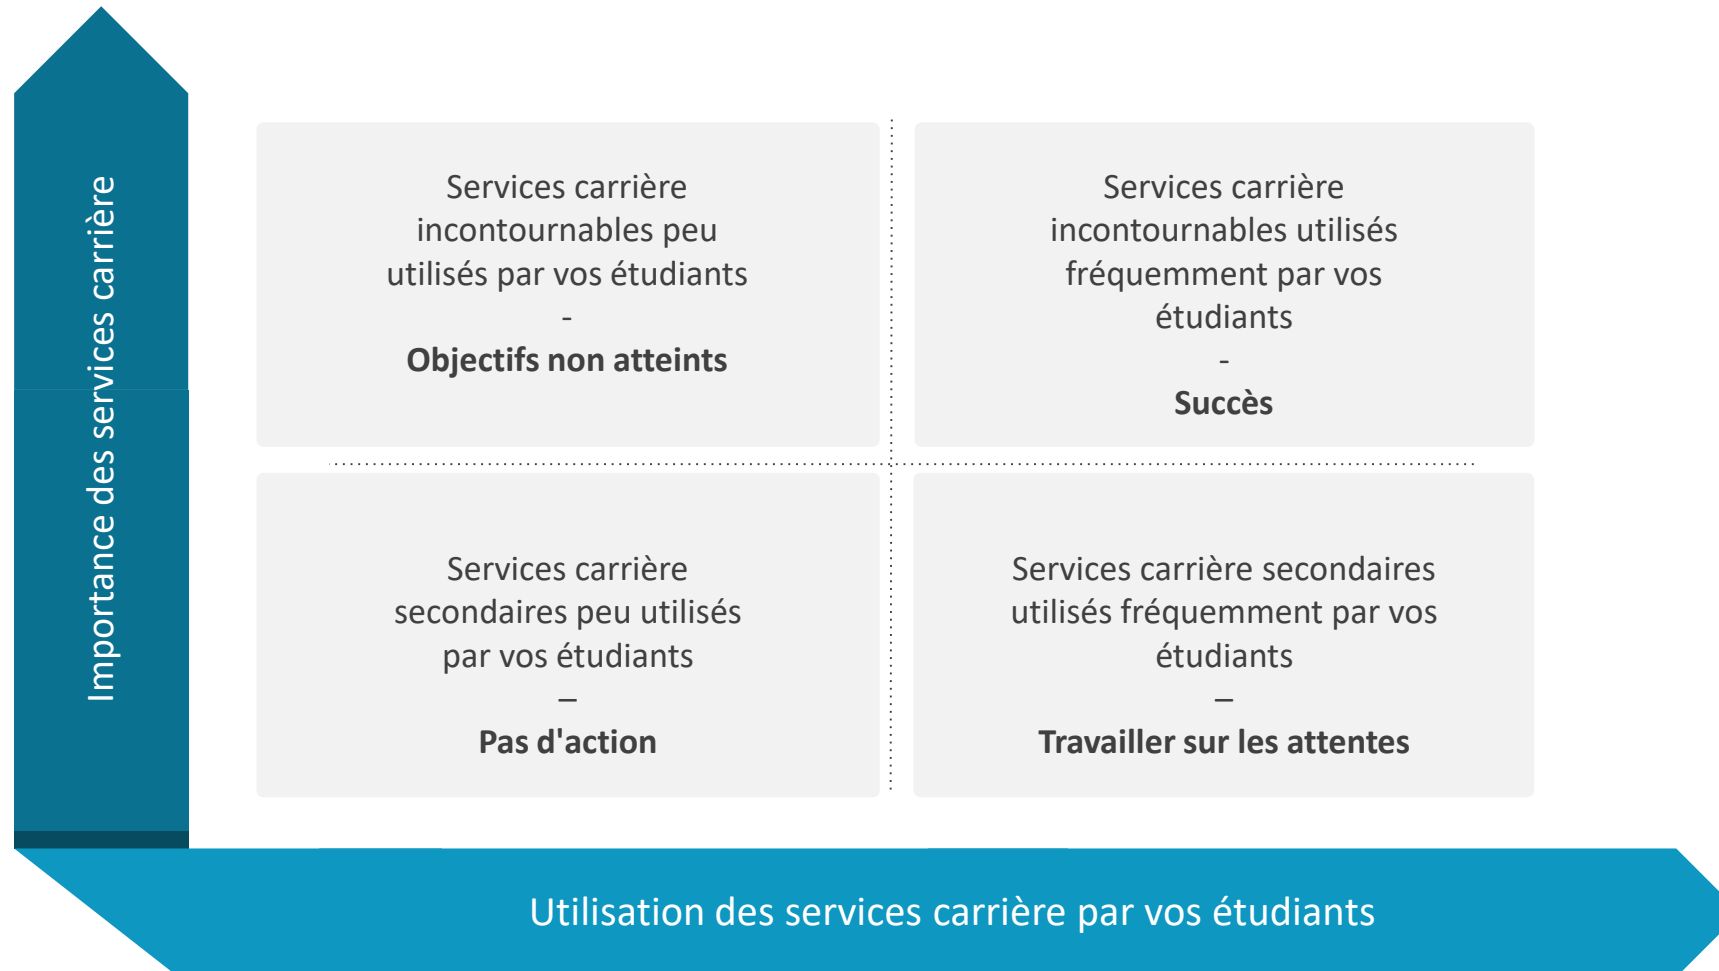 Importance des services carrière
Services carrière
incontournables peu
utilisés par vos étudiants
-
Objectifs non atteints
Services carrière
incontournables utilisés
fréquemment par vos
étudiants
-
Succès
Services carrière
secondaires peu utilisés
par vos étudiants
–
Pas d'action
Services carrière secondaires
utilisés fréquemment par vos
étudiants
–
Travailler sur les attentes
Utilisation des services carrière par vos étudiants